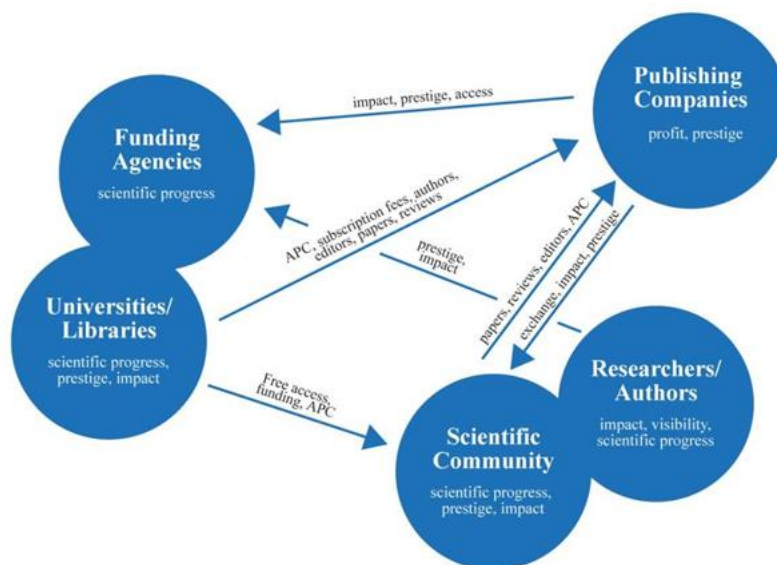 Publishing
Companies
profit, prestige
impact, prestige, access
Funding
Agencies
scientific progress
APC, subscription fees, authors,
editors, papers, reviews
prestige,
impact
papers, reviews, editors, APC
exchange, impact, prestige
Universities/
Libraries
scientific progress,
prestige, impact
Free access,
funding, APC
Researchers/
Authors
impact, visibility,
scientific progress
Scientific
Community
scientific progress,
prestige, impact